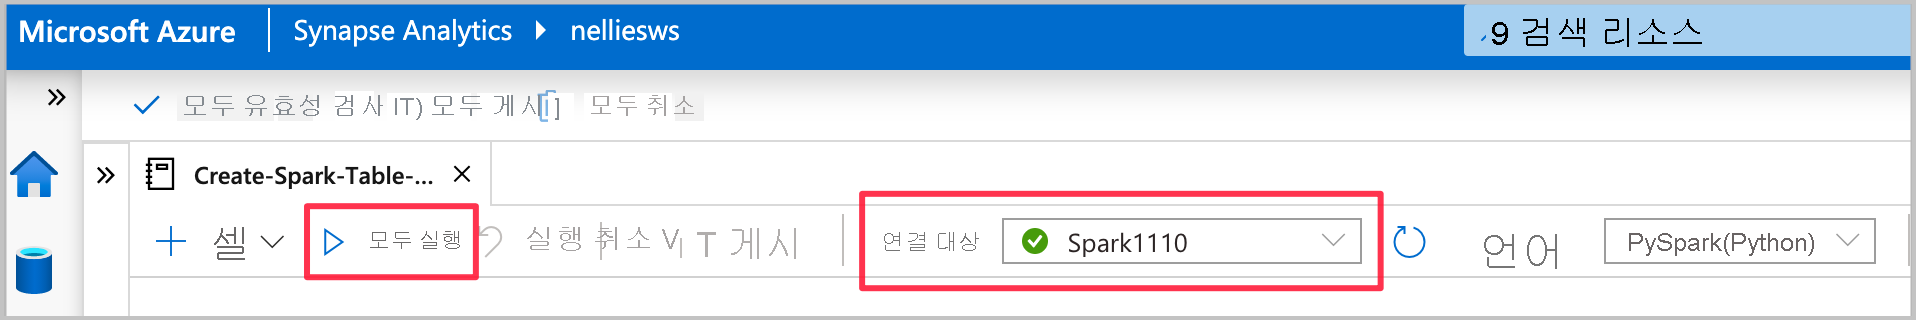 Microsoft Azure Synapse Analytics nelliesws 9 검색 리소스
모두 유효성 검사 IT) 모두 게시 ] 모두 취소
Create-Spark-Table-...
셀 모두 실행 실행 취소 V T 게시 연결 대상 Spark1110 언어 PySpark(Python)